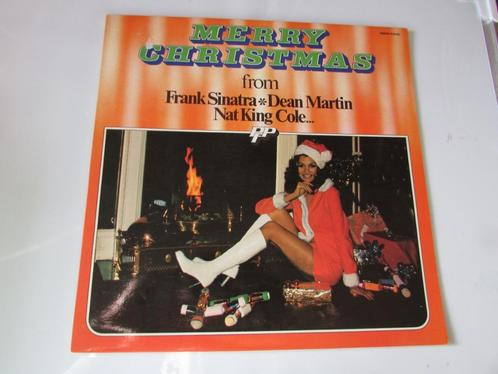 MERRY
CHRISTMAS
from
Frank Sinatra*Dean Martin
Nat King Cole...